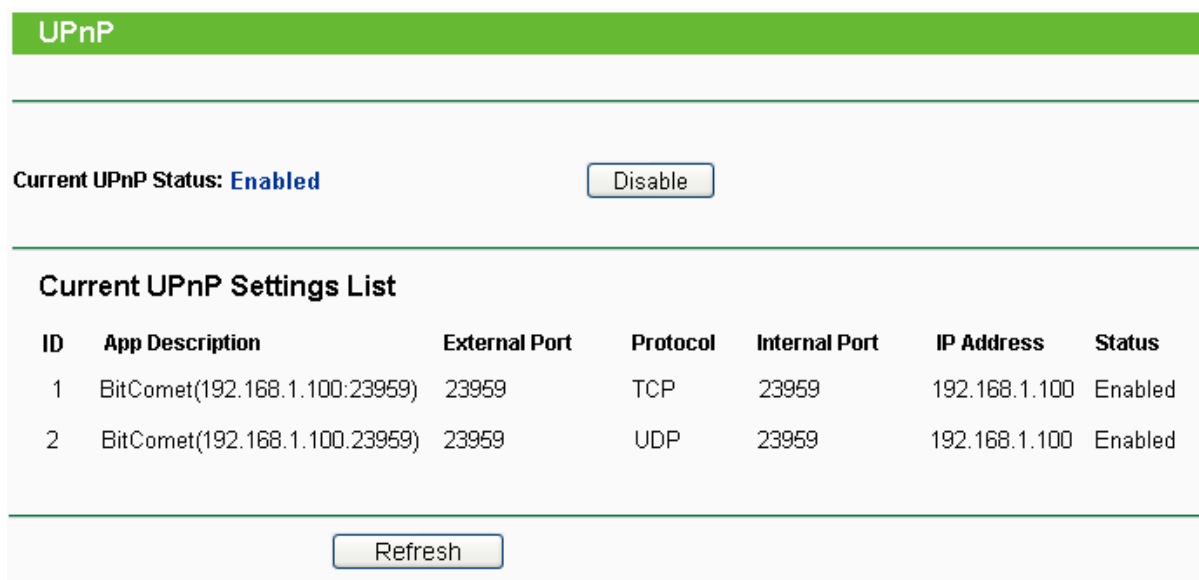 UPnP
Current UPnP Status: Enabled Disable
Current UPnP Settings List
ID App Description External Port Protocol Internal Port IP Address Status
1 BitComet(192.168.1.100:23959) 23959 TCP 23959 192.168.1.100 Enabled
2 BitComet(192.168.1.100.23959) 23959 UDP 23959 192.168.1.100 Enabled
Refresh